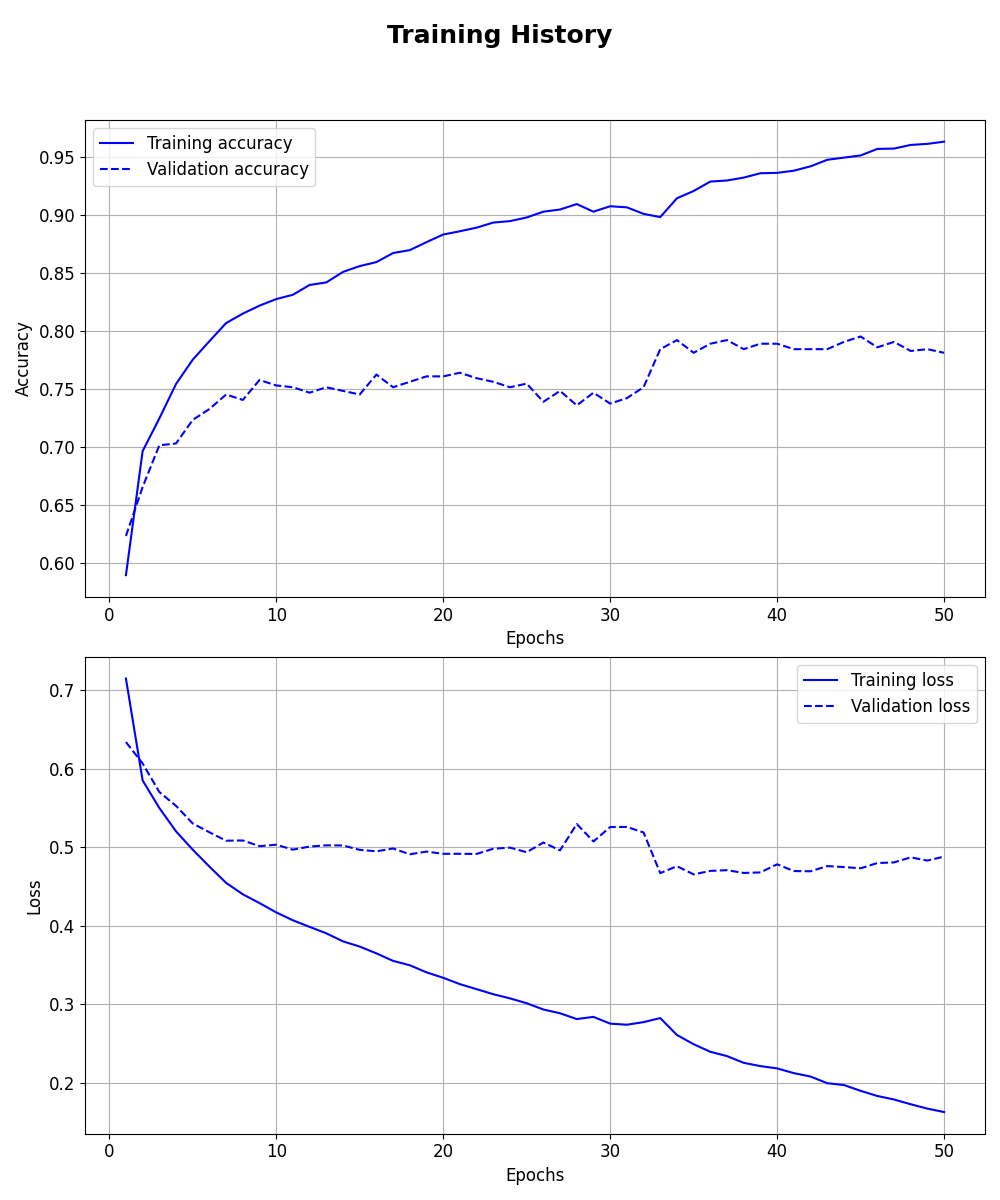 Training History
Training accuracy
Validation accuracy
0.95
0.90
0.85
0.80
0.75
0.70
0.65
0.60
Accuracy
0 10 20 30 40 50
Epochs
Training loss
Validation loss
0.7
0.6
0.5
0.4
0.3
0.2
Loss
0 10 20 30 40 50
Epochs